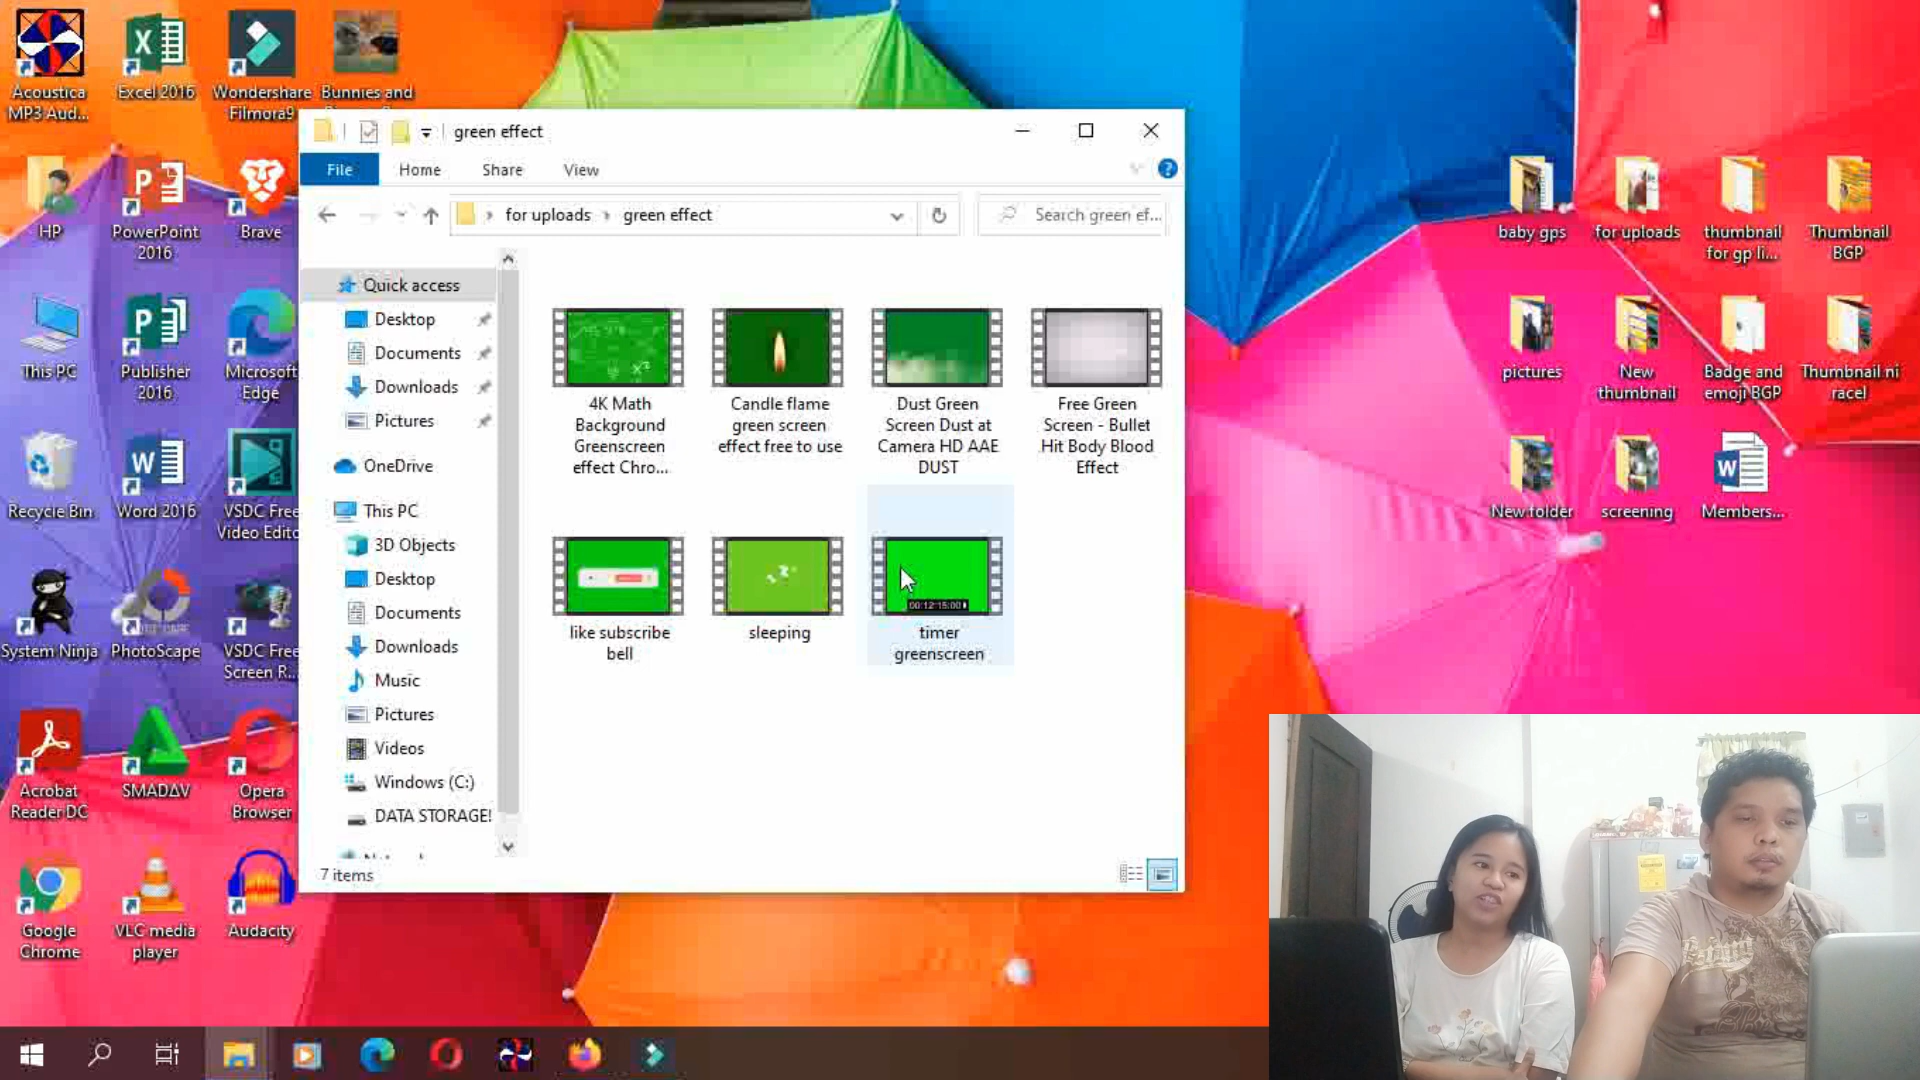 Acoustica
MP3 Aud...
Excel 2016
Wondershare
Filmora9
Bunnies and
HP
PowerPoint
2016
Brave
This PC
Publisher
2016
Microsoft
Edge
Recycle Bin
Word 2016
VSDC Free
Video Edito
System Ninja
PhotoScape
VSDC Free
Screen R...
Acrobat
Reader DC
SMADΔV
Opera
Browser
Google
Chrome
VLC media
player
Audacity
green effect
File
Home
Share
View
for uploads
green effect
Search green ef...
Quick access
Desktop
Documents
Downloads
Pictures
OneDrive
This PC
3D Objects
Desktop
Documents
Downloads
Music
Pictures
Videos
Windows (C:)
DATA STORAGE!
4K Math
Background
Greenscreen
effect Chro...
Candle flame
green screen
effect free to use
Dust Green
Screen Dust at
Camera HD AAE
DUST
Free Green
Screen - Bullet
Hit Body Blood
Effect
like subscribe
bell
sleeping
00:12:15:00
timer
greenscreen
7 items
baby gps
for uploads
thumbnail
for gp li...
Thumbnail
BGP
pictures
New
thumbnail
Badge and
emoji BGP
Thumbnail ni
racel
New folder
screening
Members...